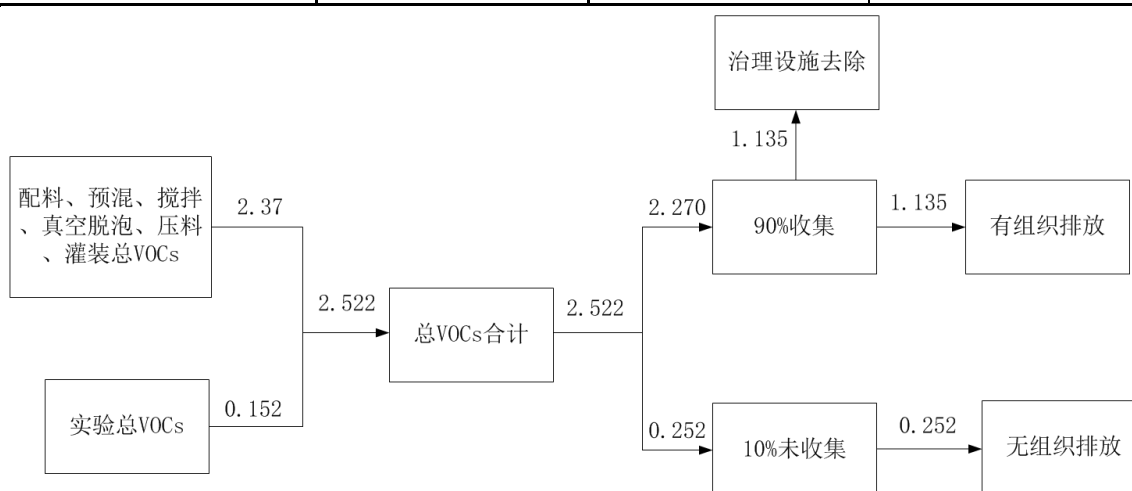 治理设施去除
1.135
配料、预混、搅拌
、真空脱泡、压料
、灌装总VOCs
2.37
2.270
90%收集
1.135
有组织排放
2.522
总VOCs合计
2.522
实验总VOCs
0.152
0.252
10%未收集
0.252
无组织排放